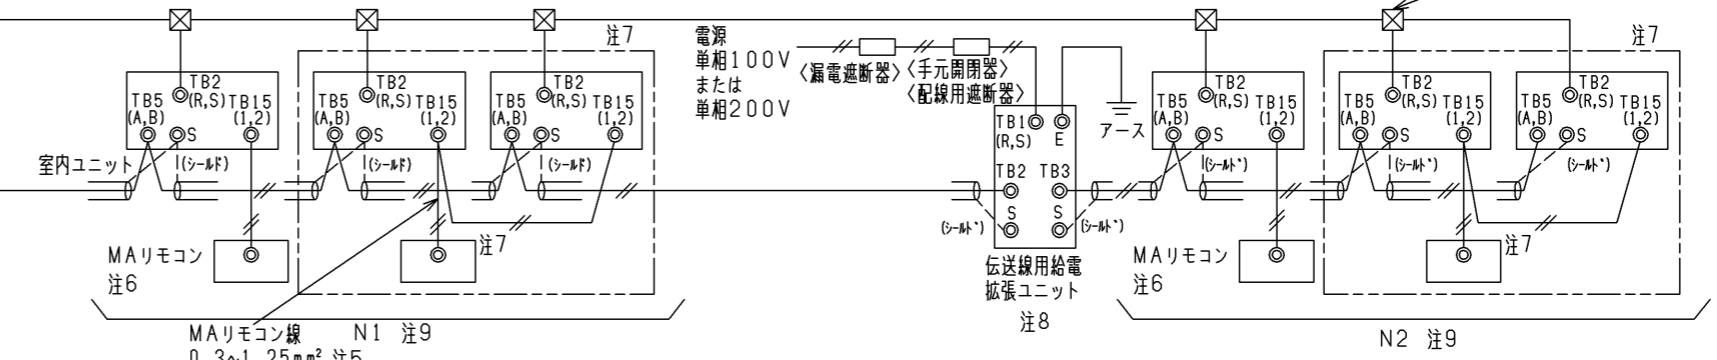 注7
注7
電源
単相100V
または
単相200V
〈漏電遮断器〉
〈手元開閉器〉
〈配線用遮断器〉
アース
TB2
(R,S)
TB5
(A,B)
S
TB15
(1,2)
(シールド)
TB2
(R,S)
TB5
(A,B)
S
TB15
(1,2)
(シールド)
TB2
(R,S)
TB5
(A,B)
S
TB15
(1,2)
(シールド)
TB1
(R,S)
E
TB2
TB3
S
S
(シールド)
(シールド)
TB2
(R,S)
TB5
(A,B)
S
TB15
(1,2)
(シールド)
TB2
(R,S)
TB5
(A,B)
S
TB15
(1,2)
(シールド)
TB2
(R,S)
TB5
(A,B)
S
TB15
(1,2)
(シールド)
室内ユニット
MAリモコン
注6
注7
伝送線用給電
拡張ユニット
注8
MAリモコン
注6
注7
MAリモコン線
0.3~1.25mm² 注5
N1 注9
N2 注9